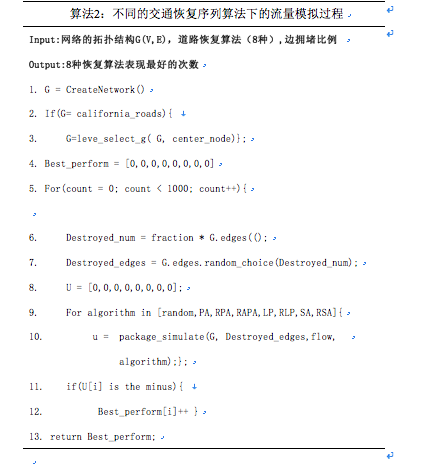 算法2：不同的交通恢复序列算法下的流量模拟过程
Input:网络的拓扑结构G(V,E)，道路恢复算法（8种）,边拥堵比例
Output:8种恢复算法表现最好的次数
1. G = CreateNetwork()
2. If(G= california_roads){
3. G=leve_select_g( G, center_node)};
4. Best_perform = [0,0,0,0,0,0,0,0]
5. For(count = 0; count < 1000; count++){
6. Destroyed_num = fraction * G.edges(();
7. Destroyed_edges = G.edges.random_choice(Destroyed_num);
8. U = [0,0,0,0,0,0,0,0];
9. For algorithm in [random,PA,RPA,RAPA,LP,RLP,SA,RSA]{
10. u = package_simulate(G, Destroyed_edges,flow,
algorithm);};
11. if(U[i] is the minus){
12. Best_perform[i]++ }
13. return Best_perform;